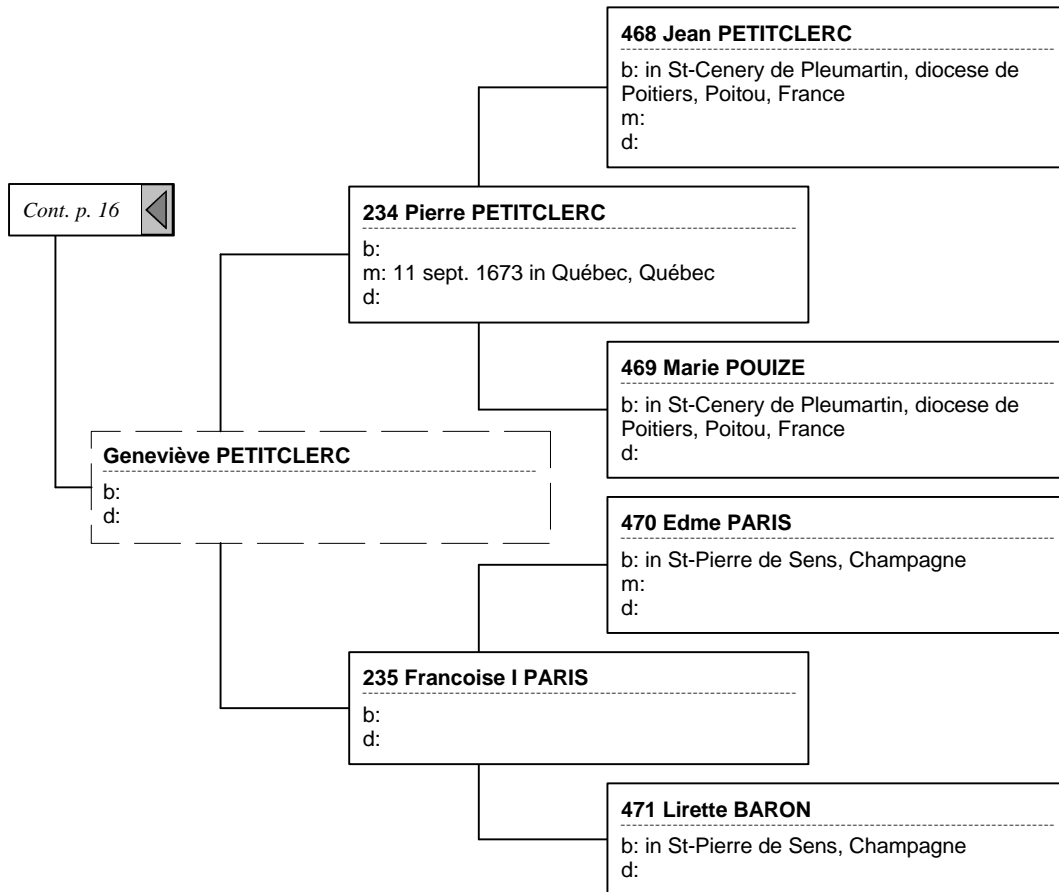 468 Jean PETITCLERC
b: in St-Cenery de Pleumartin, diocese de
Poitiers, Poitou, France
m:
d:
Cont. p. 16
234 Pierre PETITCLERC
b:
m: 11 sept. 1673 in Québec, Québec
d:
469 Marie POUIZE
b: in St-Cenery de Pleumartin, diocese de
Poitiers, Poitou, France
d:
Geneviève PETITCLERC
b:
d:
470 Edme PARIS
b: in St-Pierre de Sens, Champagne
m:
d:
235 Francoise I PARIS
b:
d:
471 Lirette BARON
b: in St-Pierre de Sens, Champagne
d: